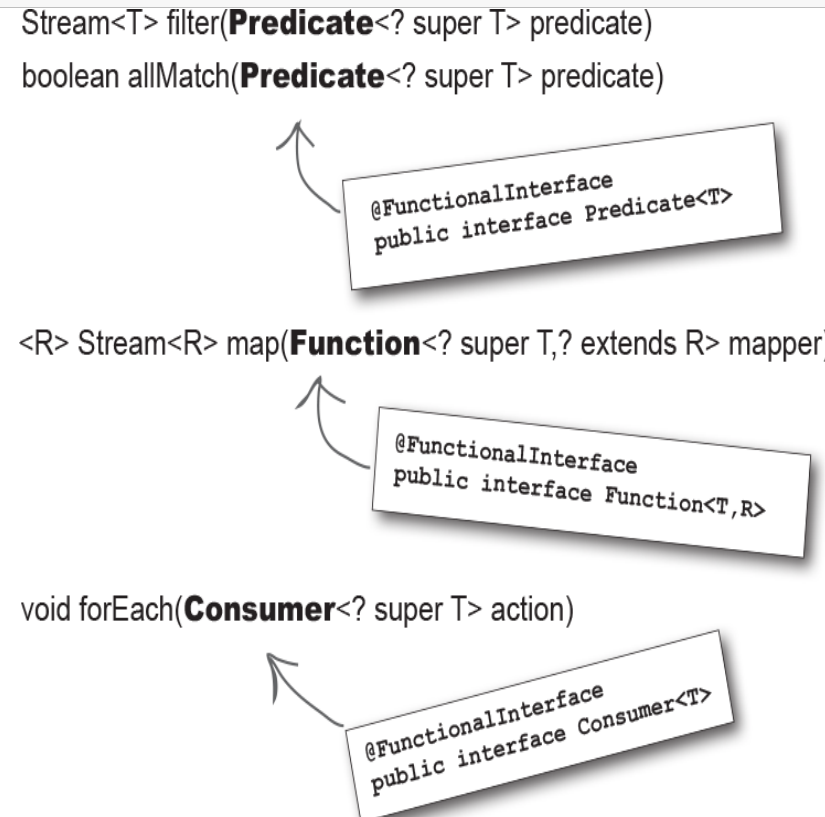 Stream<T> filter(Predicate<? super T> predicate)
boolean allMatch(Predicate<? super T> predicate)
@FunctionalInterface
public interface Predicate<T>
<R> Stream<R> map(Function<? super T,? extends R> mapper)
@FunctionalInterface
public interface Function<T,R>
void forEach(Consumer<? super T> action)
@FunctionalInterface
public interface Consumer<T>